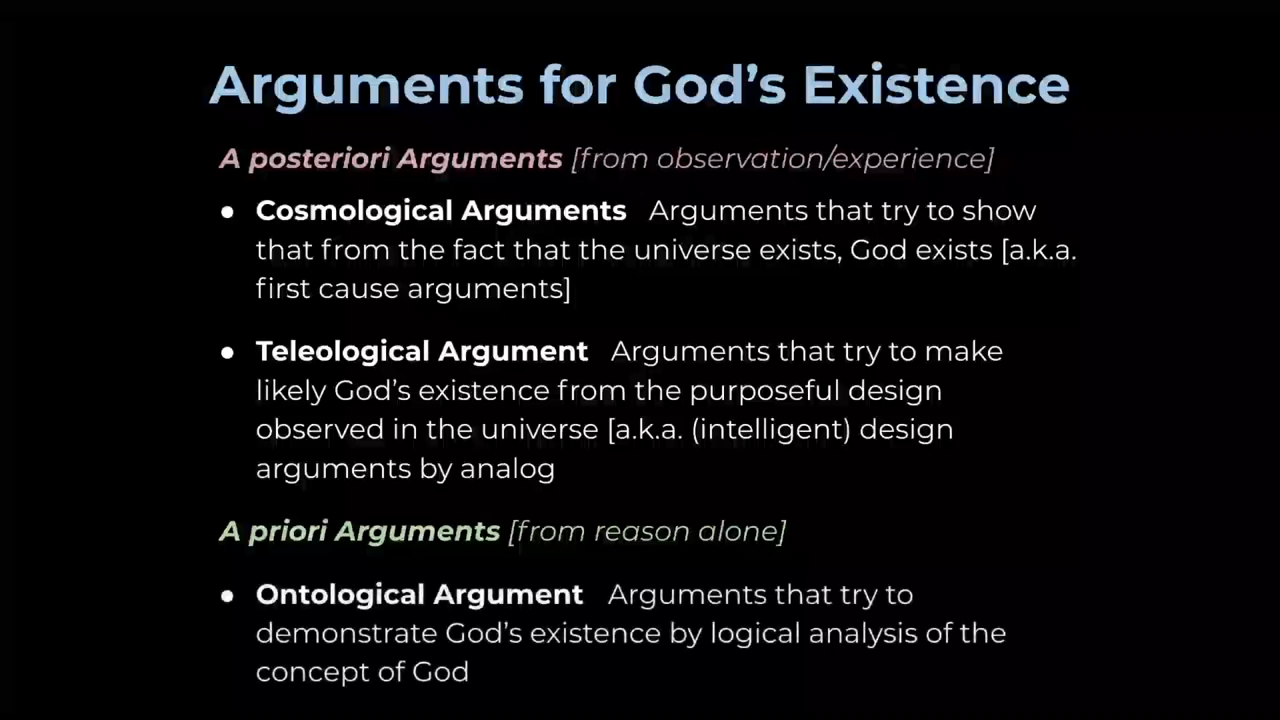 Arguments for God’s Existence
A posteriori Arguments [from observation/experience]
● Cosmological Arguments Arguments that try to show
that from the fact that the universe exists, God exists [a.k.a.
first cause arguments]
● Teleological Argument Arguments that try to make
likely God’s existence from the purposeful design
observed in the universe [a.k.a. (intelligent) design
arguments by analog
A priori Arguments [from reason alone]
● Ontological Argument Arguments that try to
demonstrate God’s existence by logical analysis of the
concept of God